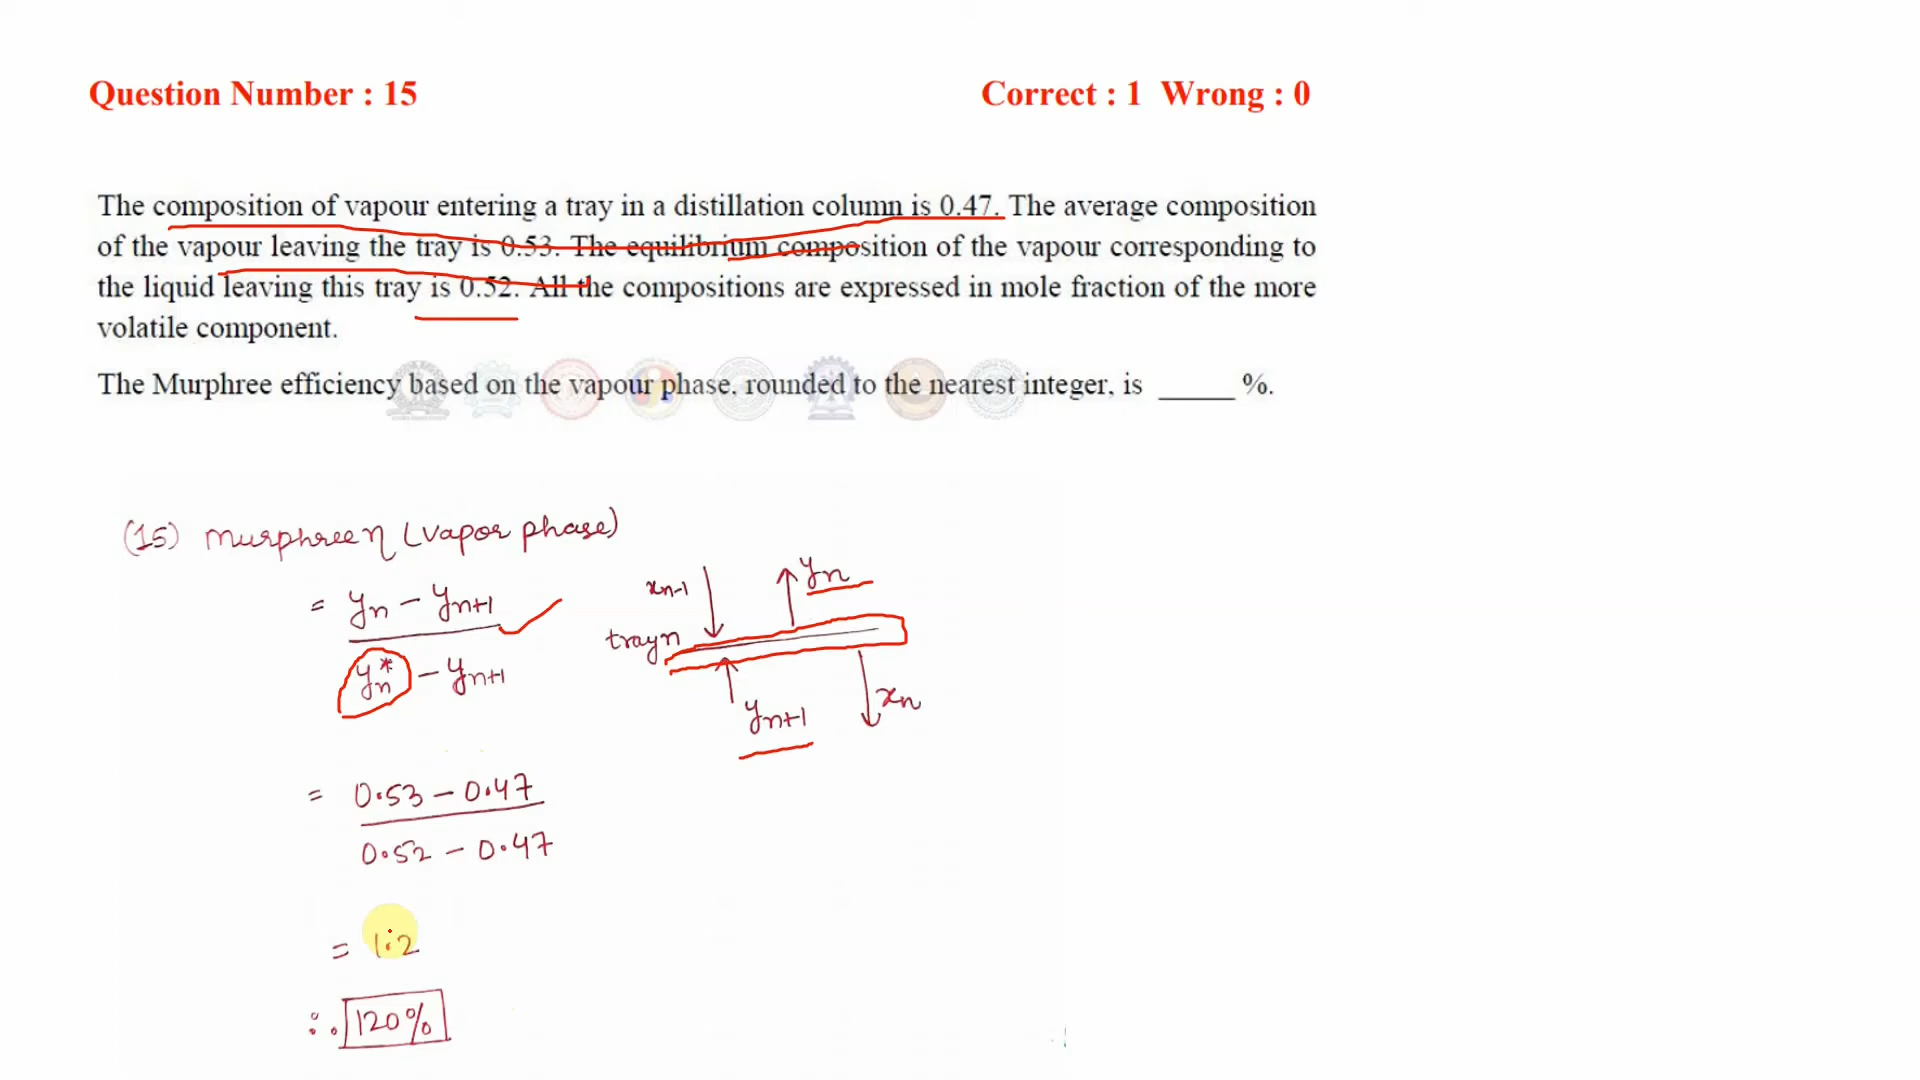 Question Number : 15 Correct : 1 Wrong : 0
The composition of vapour entering a tray in a distillation column is 0.47. The average composition
of the vapour leaving the tray is 0.53. The equilibrium composition of the vapour corresponding to
the liquid leaving this tray is 0.52. All the compositions are expressed in mole fraction of the more
volatile component.
The Murphree efficiency based on the vapour phase, rounded to the nearest integer, is _____ %.
(15) Murphree η (vapor phase)
= yn − yn+1
yn* − yn+1
xn-1
yn
tray n
yn+1
xn
= 0.53 − 0.47
0.52 − 0.47
= 1.2
∴ 120%